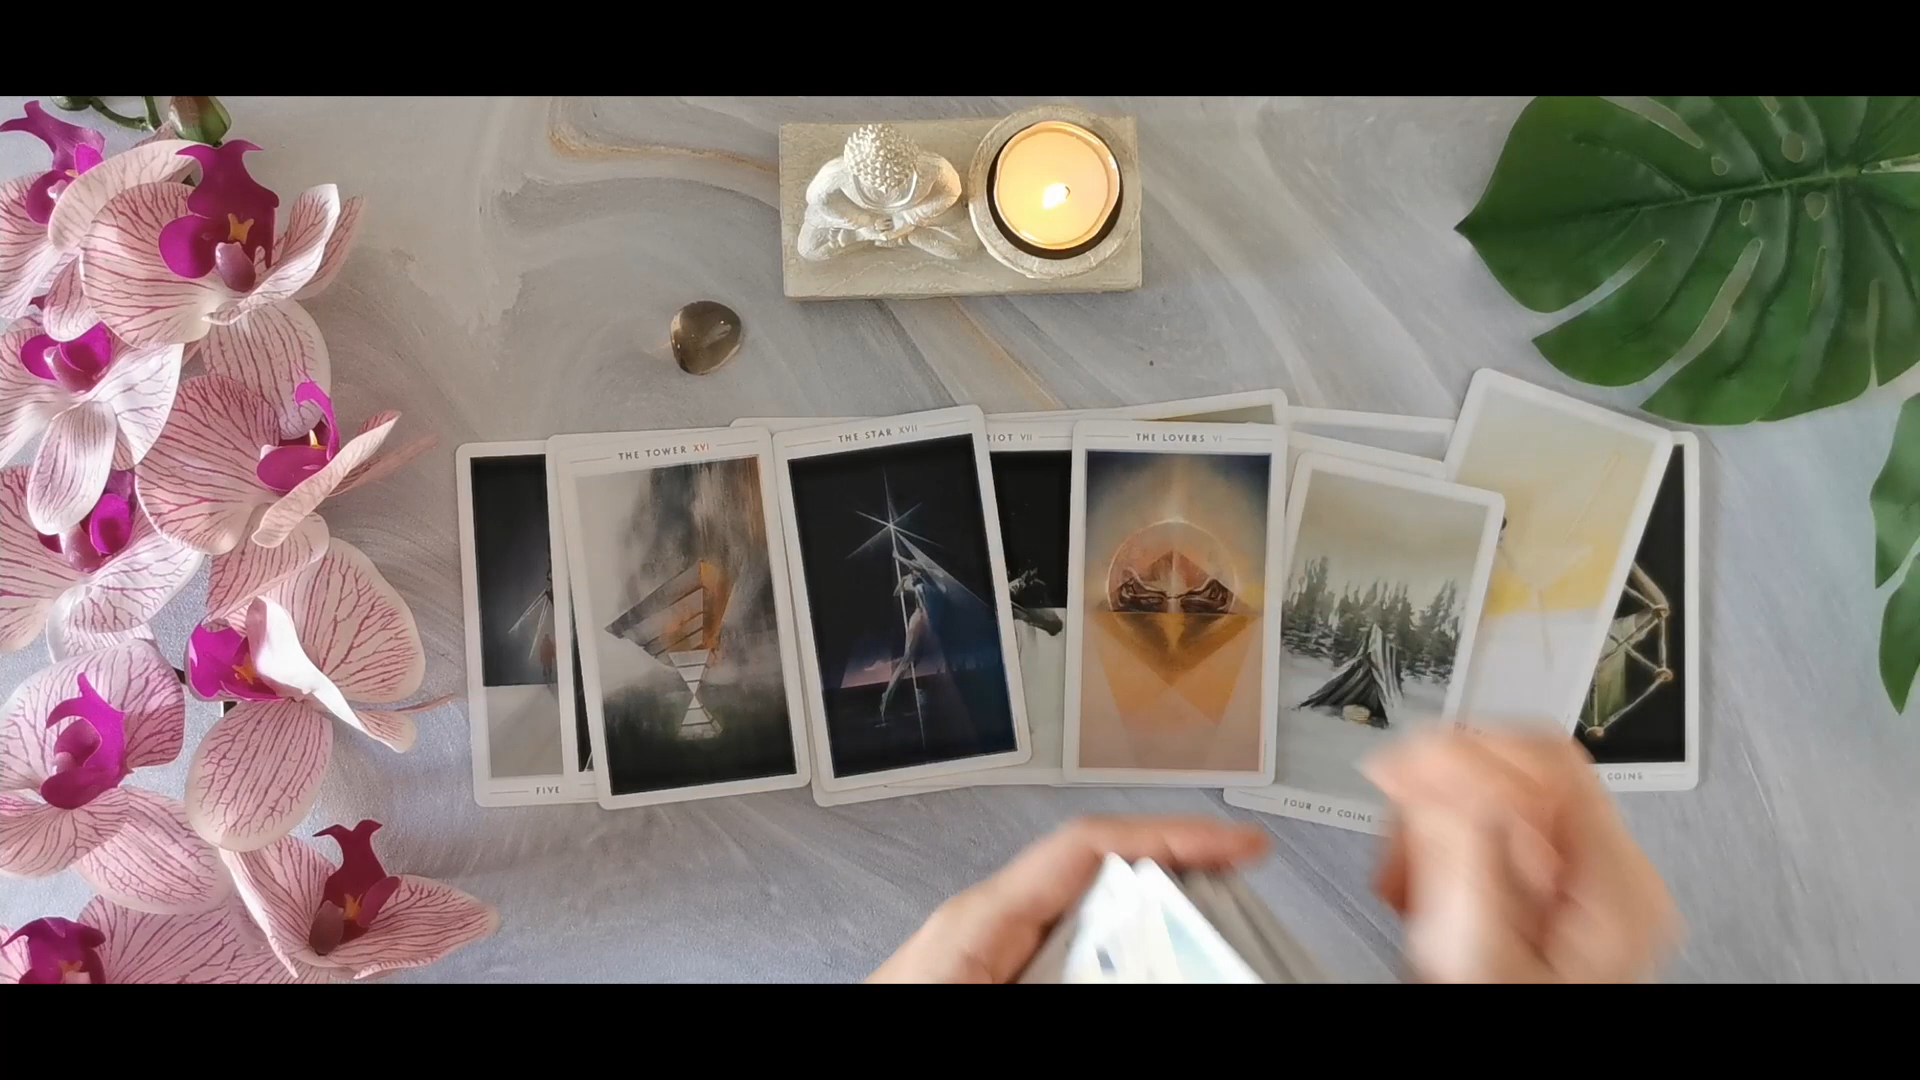 THE TOWER XVI
THE STAR XVII
RIOT VII
THE LOVERS VI
FIVE
FOUR OF COINS
COINS